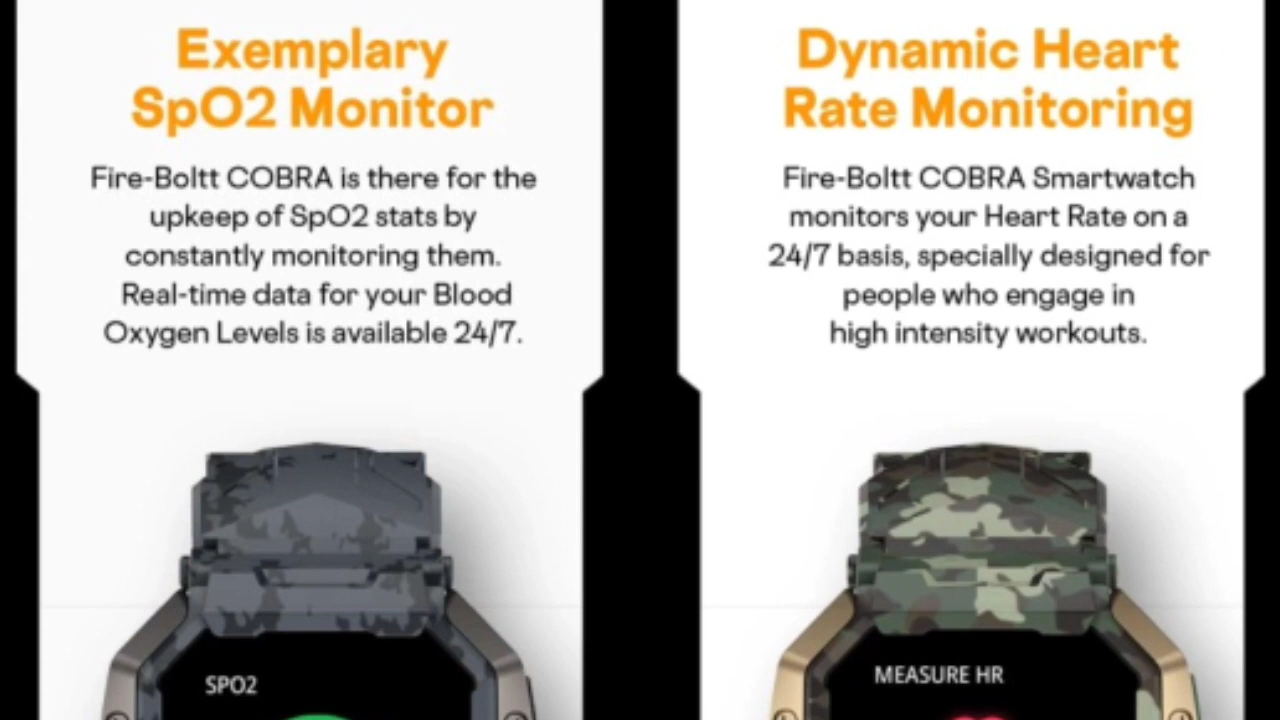 Exemplary
SpO2 Monitor
Fire-Boltt COBRA is there for the
upkeep of SpO2 stats by
constantly monitoring them.
Real-time data for your Blood
Oxygen Levels is available 24/7.
SPO2
Dynamic Heart
Rate Monitoring
Fire-Boltt COBRA Smartwatch
monitors your Heart Rate on a
24/7 basis, specially designed for
people who engage in
high intensity workouts.
MEASURE HR